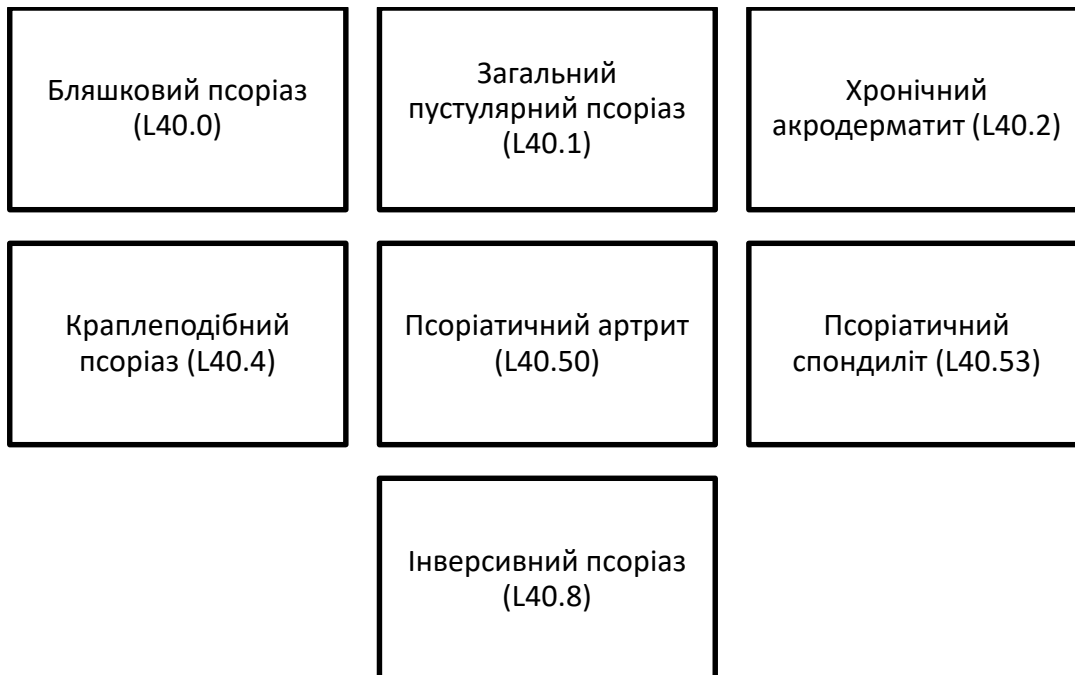 Бляшковий псоріаз
(L40.0)
Загальний
пустулярний псоріаз
(L40.1)
Хронічний
акродерматит (L40.2)
Краплеподібний
псоріаз (L40.4)
Псоріатичний артрит
(L40.50)
Псоріатичний
спондиліт (L40.53)
Інверсивний псоріаз
(L40.8)